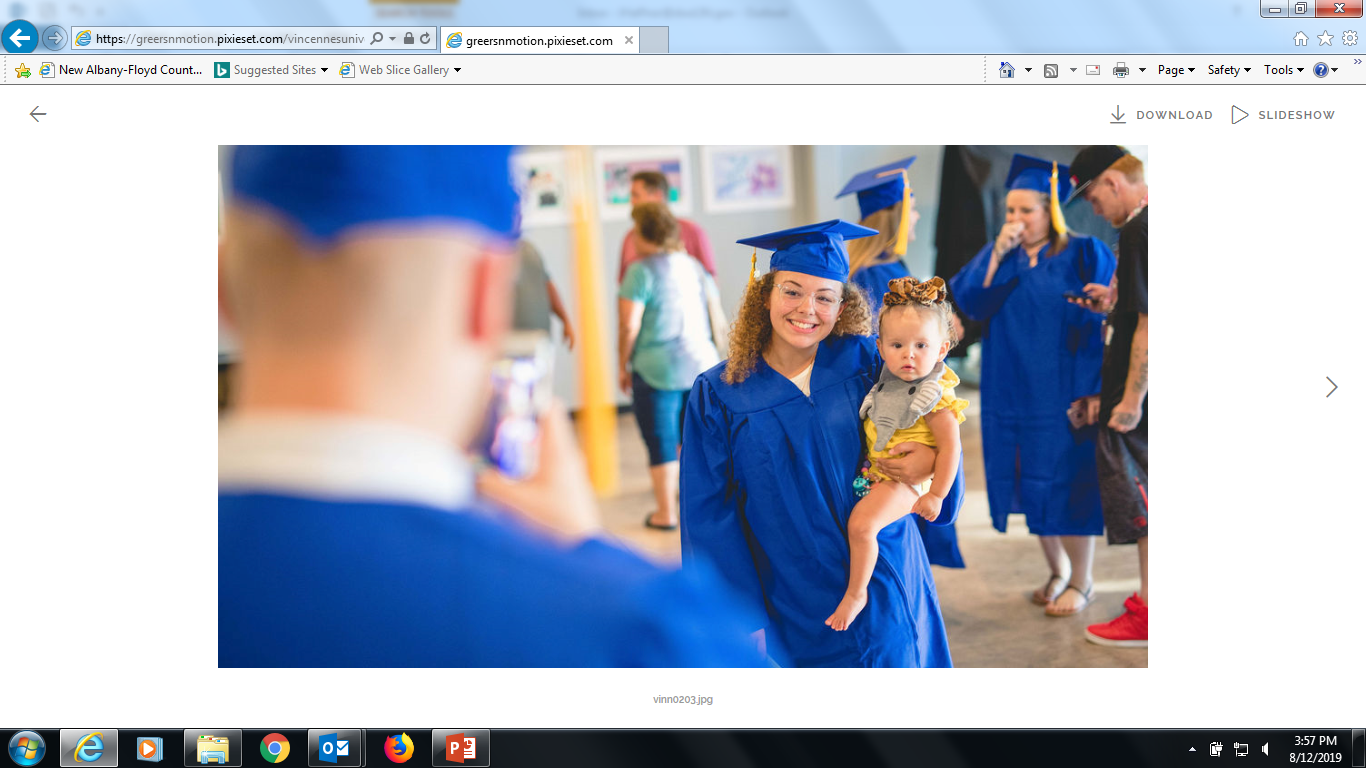 https://greersnmotion.pixieset.com/vincennesuniv
greersnmotion.pixieset.com
New Albany-Floyd Count...
Suggested Sites
Web Slice Gallery
Page
Safety
Tools
DOWNLOAD
SLIDESHOW
vinn0203.jpg
3:57 PM
8/12/2019